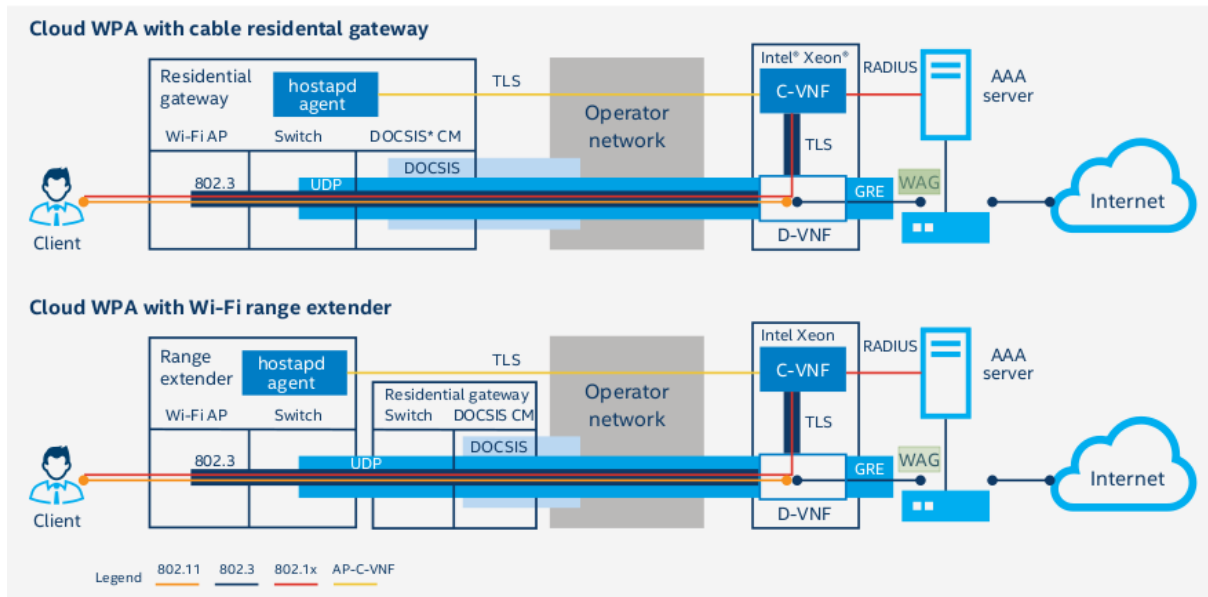 Cloud WPA with cable residental gateway
Residential
gateway
hostapd
agent
TLS
Operator
network
Intel® Xeon®
C-VNF
RADIUS
AAA
server
Wi-Fi AP
Switch
DOCSIS* CM
DOCSIS
TLS
802.3
UDP
GRE
WAG
Internet
Client
D-VNF
Cloud WPA with Wi-Fi range extender
Range
extender
hostapd
agent
TLS
Operator
network
Intel Xeon
C-VNF
RADIUS
AAA
server
Residential gateway
Wi-Fi AP
Switch
Switch
DOCSIS CM
DOCSIS
TLS
802.3
UDP
GRE
WAG
Internet
Client
D-VNF
Legend
802.11
802.3
802.1x
AP-C-VNF